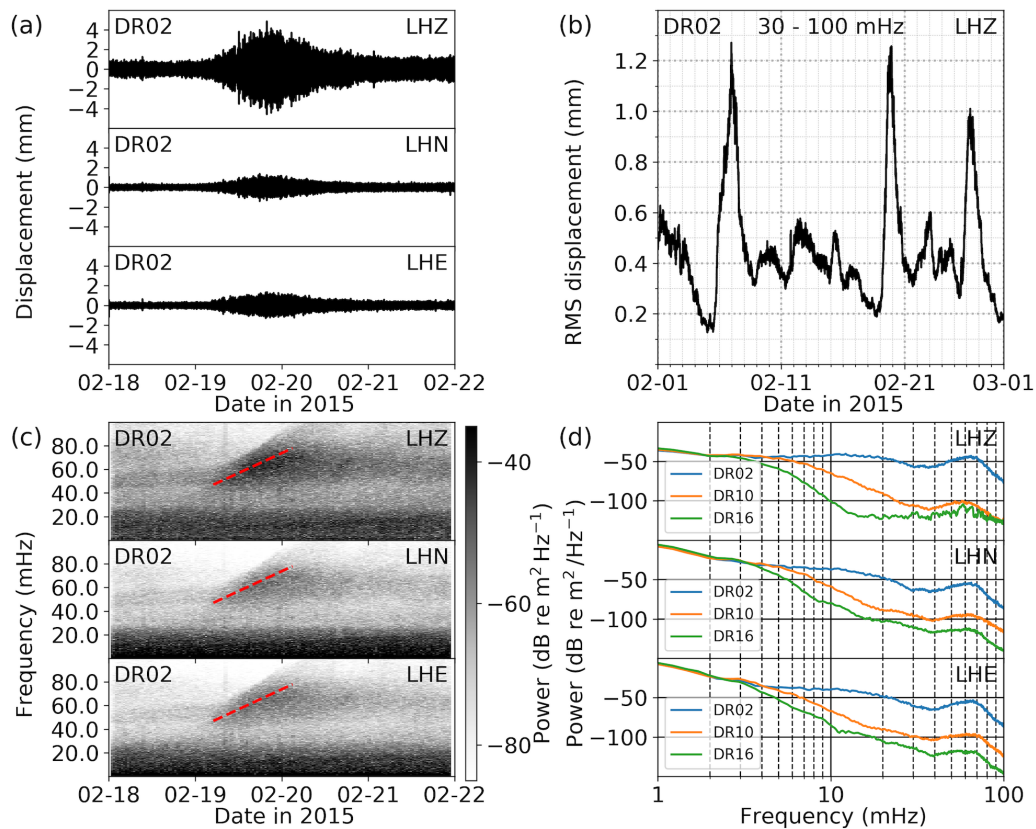 (a)
DR02
LHZ
4
2
0
−2
−4
DR02
LHN
4
2
0
−2
−4
DR02
LHE
4
2
0
−2
−4
Displacement (mm)
02-18 02-19 02-20 02-21 02-22
Date in 2015
(b)
DR02 30 - 100 mHz LHZ
1.2
1.0
0.8
0.6
0.4
0.2
RMS displacement (mm)
02-01 02-11 02-21 03-01
Date in 2015
(c)
DR02 LHZ
80.0
60.0
40.0
20.0
DR02 LHN
80.0
60.0
40.0
20.0
DR02 LHE
80.0
60.0
40.0
20.0
Frequency (mHz)
02-18 02-19 02-20 02-21 02-22
Date in 2015
−40
−60
−80
Power (dB re m² Hz⁻¹)
(d)
LHZ
−50
−100
DR02
DR10
DR16
LHN
−50
−100
DR02
DR10
DR16
LHE
−50
−100
DR02
DR10
DR16
Power (dB re m²/Hz⁻¹)
1 10 100
Frequency (mHz)